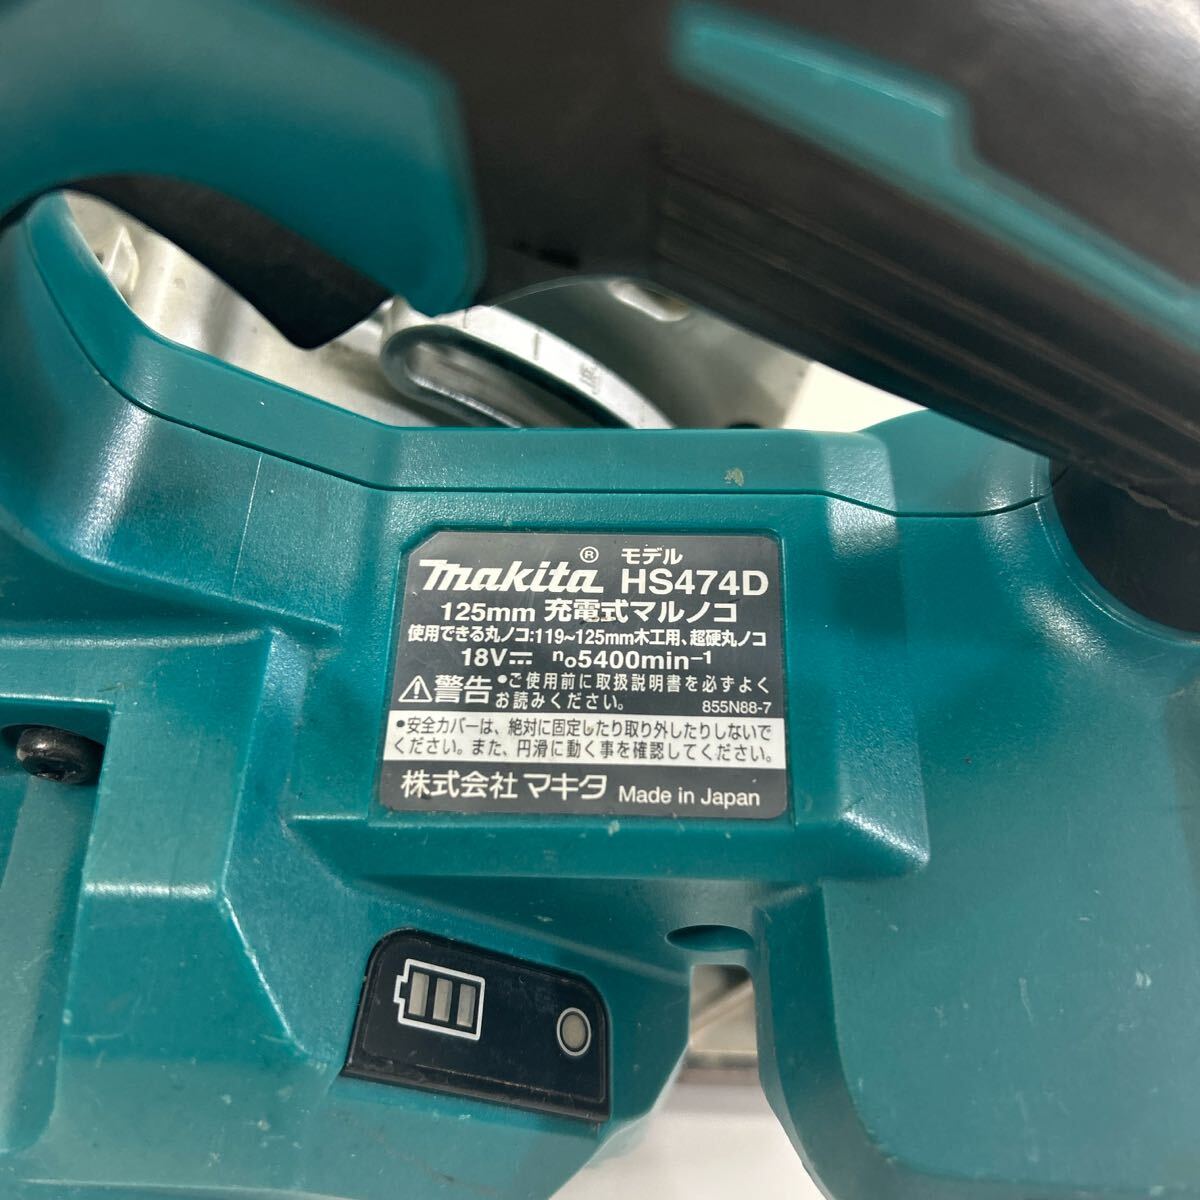 makita® モデル HS474D
125mm 充電式マルノコ
使用できる丸ノコ:119~125mm木工用、超硬丸ノコ
18V⎓ no5400min-1
⚠警告 •ご使用前に取扱説明書を必ずよく
お読みください。 855N88-7
•安全カバーは、絶対に固定したり取り外したりしないで
ください。また、円滑に動く事を確認してください。
株式会社 マキタ Made in Japan